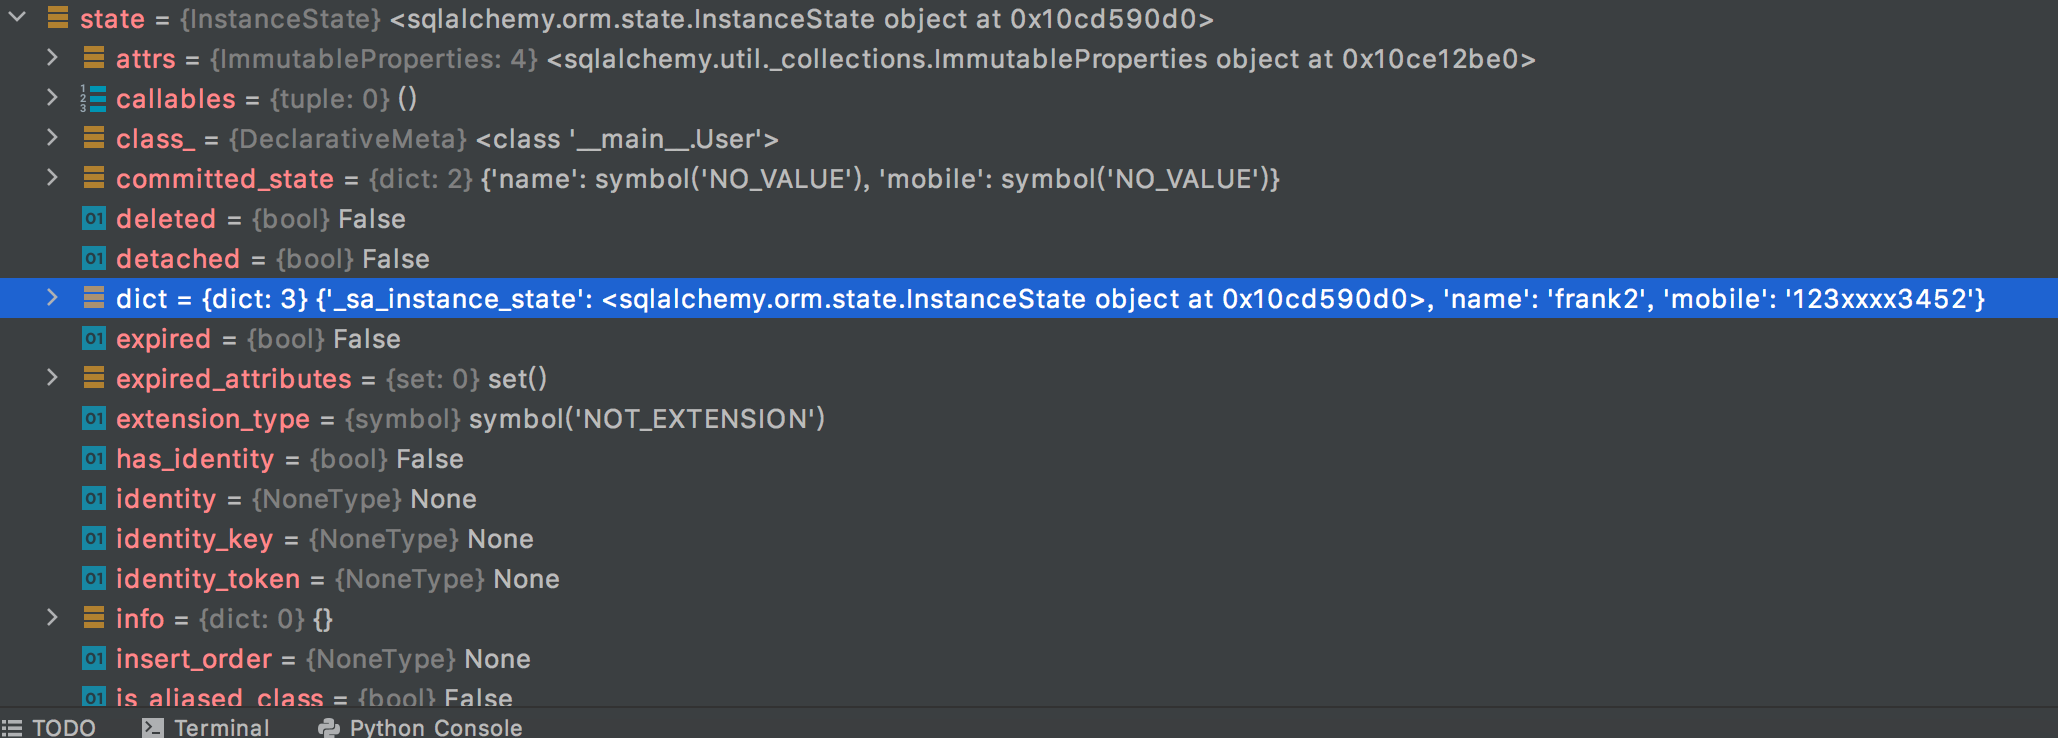 state = {InstanceState} <sqlalchemy.orm.state.InstanceState object at 0x10cd590d0>
attrs = {ImmutableProperties: 4} <sqlalchemy.util._collections.ImmutableProperties object at 0x10ce12be0>
callables = {tuple: 0} ()
class_ = {DeclarativeMeta} <class '__main__.User'>
committed_state = {dict: 2} {'name': symbol('NO_VALUE'), 'mobile': symbol('NO_VALUE')}
deleted = {bool} False
detached = {bool} False
dict = {dict: 3} {'_sa_instance_state': <sqlalchemy.orm.state.InstanceState object at 0x10cd590d0>, 'name': 'frank2', 'mobile': '123xxxx3452'}
expired = {bool} False
expired_attributes = {set: 0} set()
extension_type = {symbol} symbol('NOT_EXTENSION')
has_identity = {bool} False
identity = {NoneType} None
identity_key = {NoneType} None
identity_token = {NoneType} None
info = {dict: 0} {}
insert_order = {NoneType} None
is_aliased_class = {bool} False
TODO Terminal Python Console